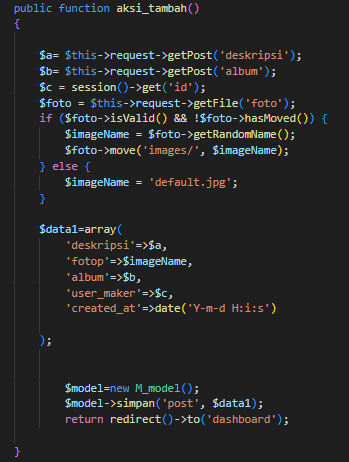 public function aksi_tambah()
{
$a= $this->request->getPost('deskripsi');
$b= $this->request->getPost('album');
$c = session()->get('id');
$foto = $this->request->getFile('foto');
if ($foto->isValid() && !$foto->hasMoved()) {
$imageName = $foto->getRandomName();
$foto->move('images/', $imageName);
} else {
$imageName = 'default.jpg';
}
$data1=array(
'deskripsi'=>$a,
'fotop'=>$imageName,
'album'=>$b,
'user_maker'=>$c,
'created_at'=>date('Y-m-d H:i:s')
);
$model=new M_model();
$model->simpan('post', $data1);
return redirect()->to('dashboard');
}